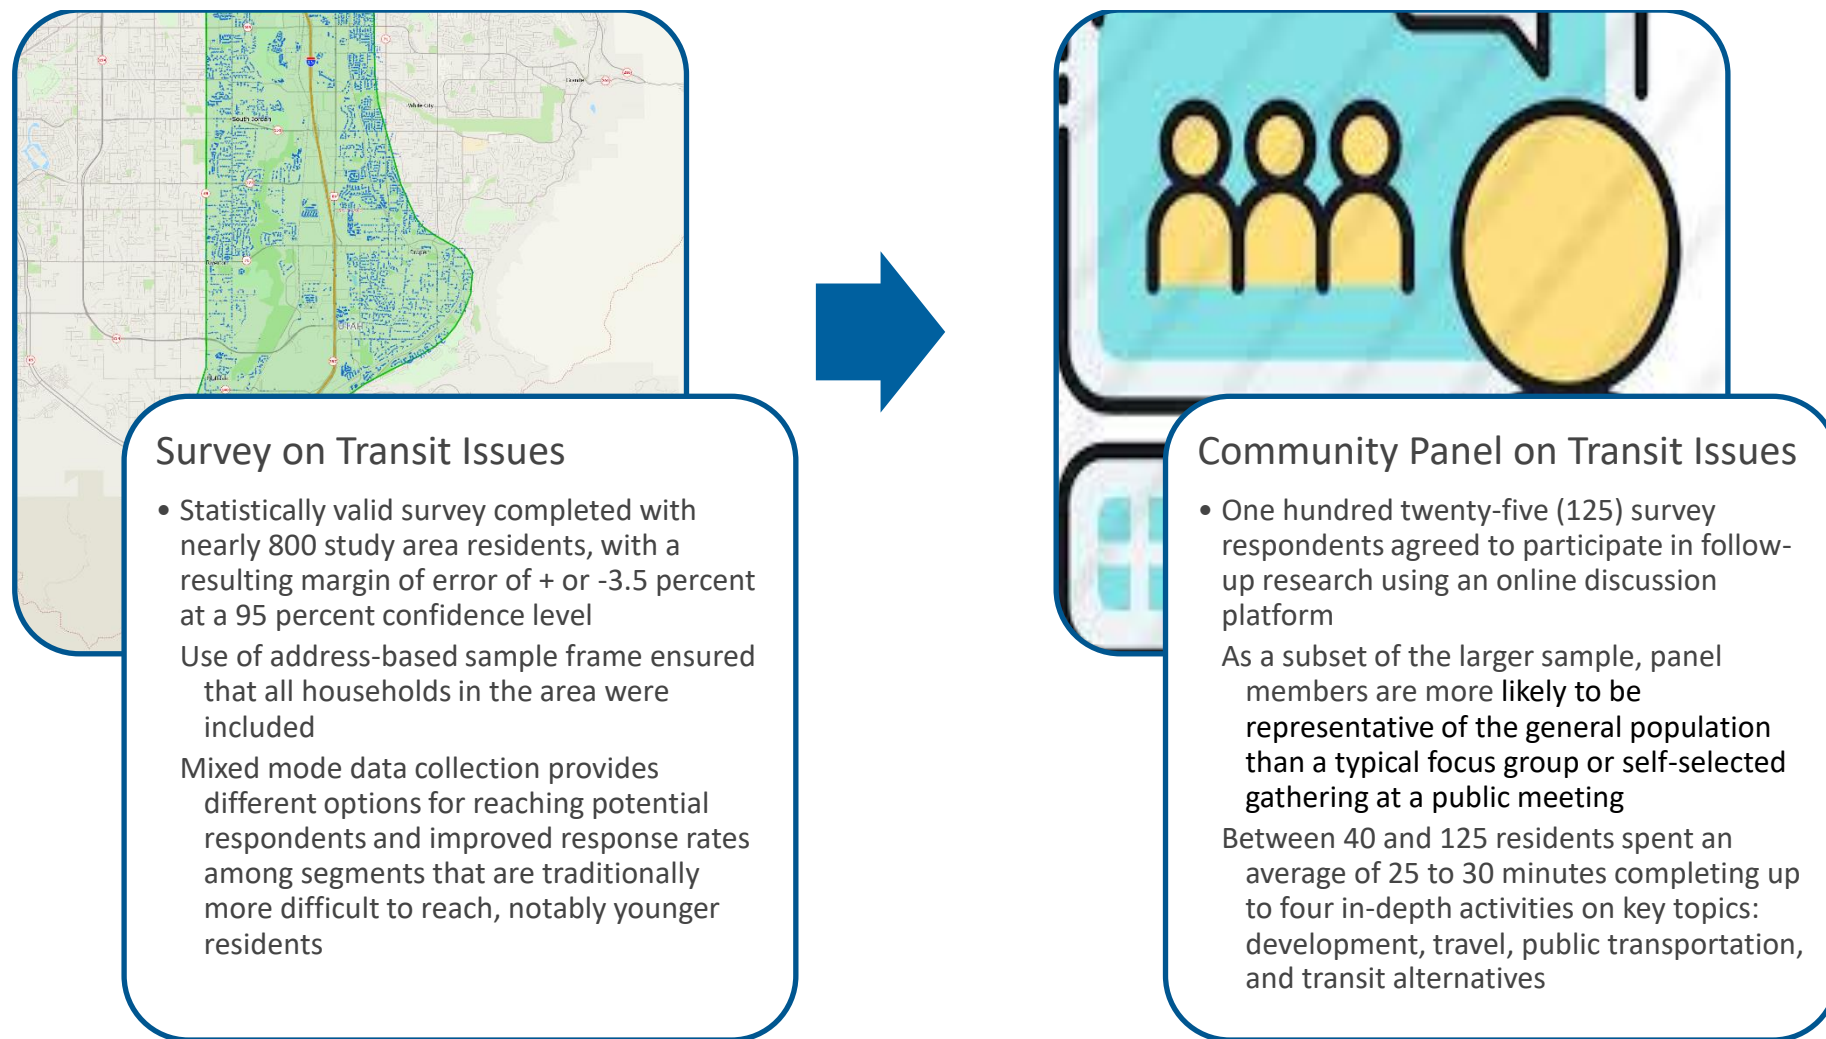 South Jordan
White City
Draper
UTAH
Survey on Transit Issues
• Statistically valid survey completed with
nearly 800 study area residents, with a
resulting margin of error of + or -3.5 percent
at a 95 percent confidence level
Use of address-based sample frame ensured
that all households in the area were
included
Mixed mode data collection provides
different options for reaching potential
respondents and improved response rates
among segments that are traditionally
more difficult to reach, notably younger
residents
Community Panel on Transit Issues
• One hundred twenty-five (125) survey
respondents agreed to participate in follow-
up research using an online discussion
platform
As a subset of the larger sample, panel
members are more likely to be
representative of the general population
than a typical focus group or self-selected
gathering at a public meeting
Between 40 and 125 residents spent an
average of 25 to 30 minutes completing up
to four in-depth activities on key topics:
development, travel, public transportation,
and transit alternatives